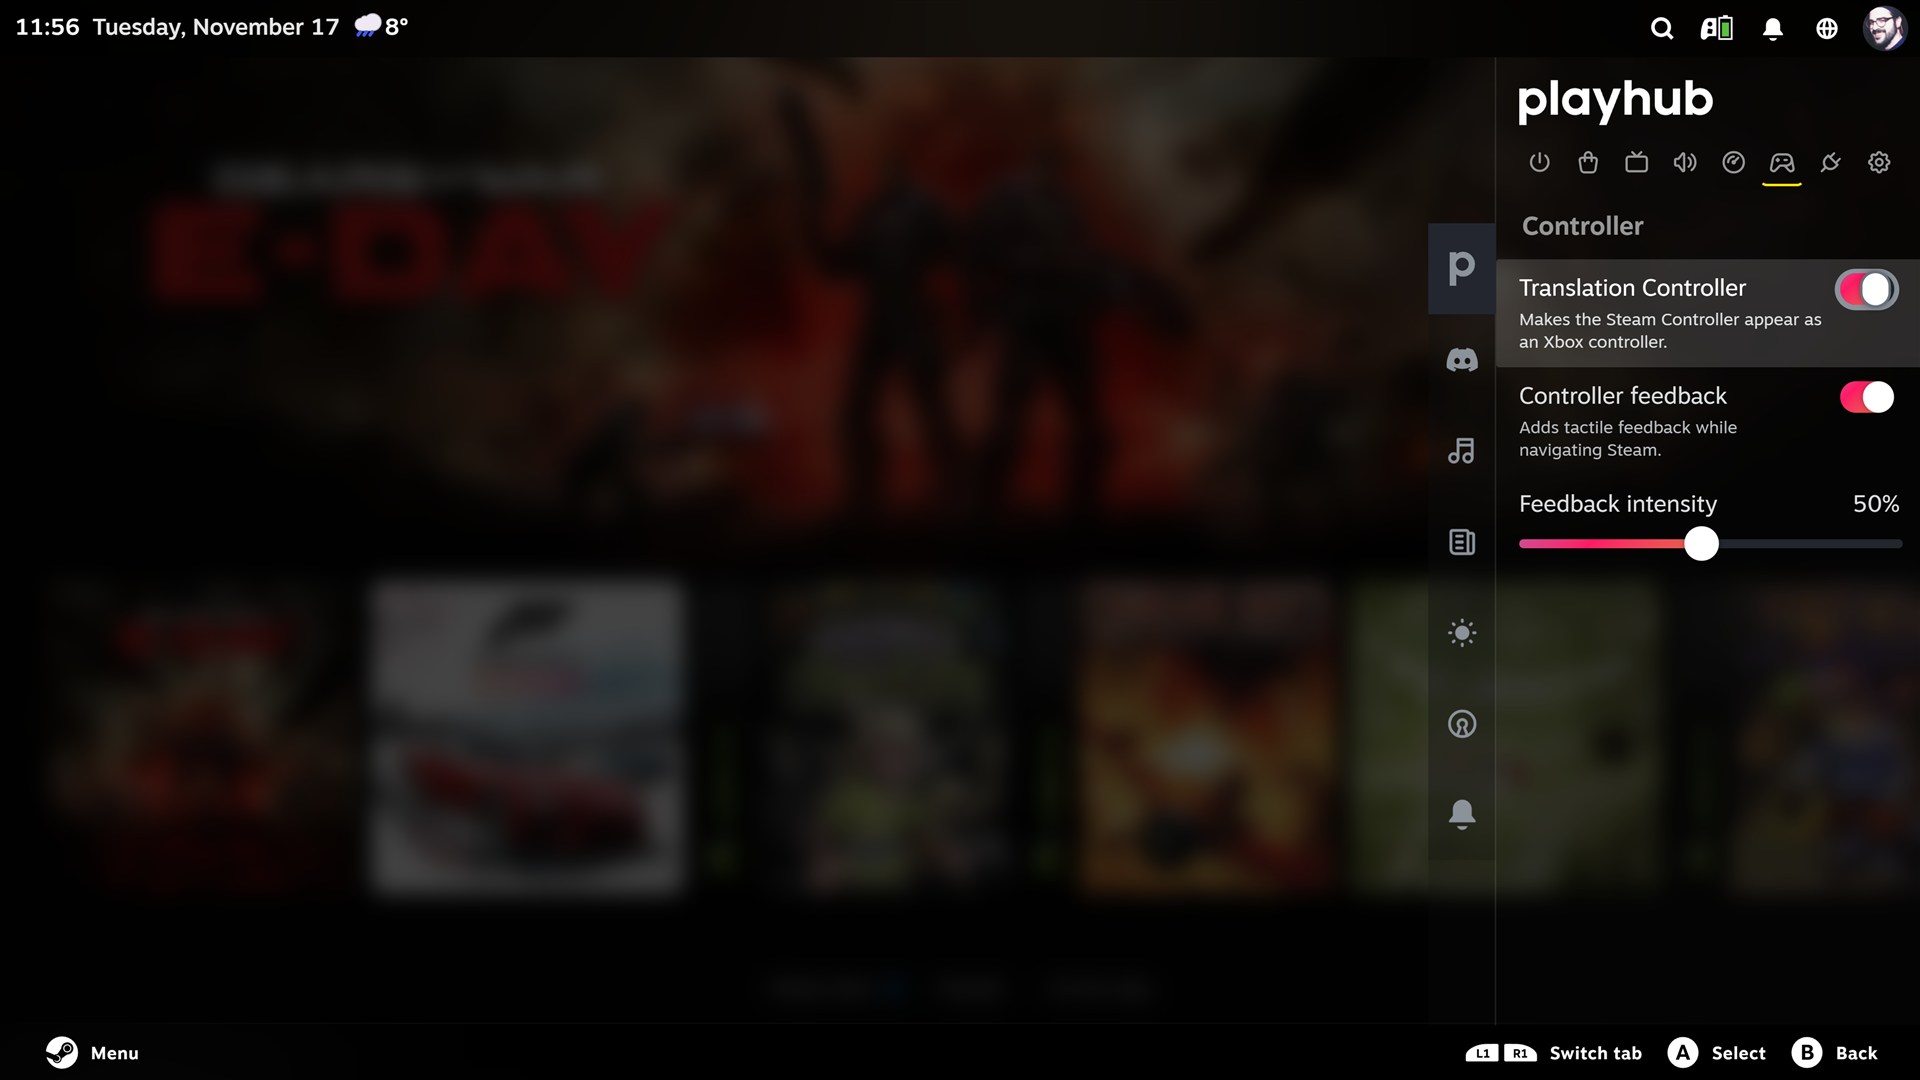 11:56 Tuesday, November 17 8°
playhub
Controller
p
Translation Controller
Makes the Steam Controller appear as
an Xbox controller.
Controller feedback
Adds tactile feedback while
navigating Steam.
Feedback intensity 50%
E-DAY
Menu
L1 R1 Switch tab A Select B Back